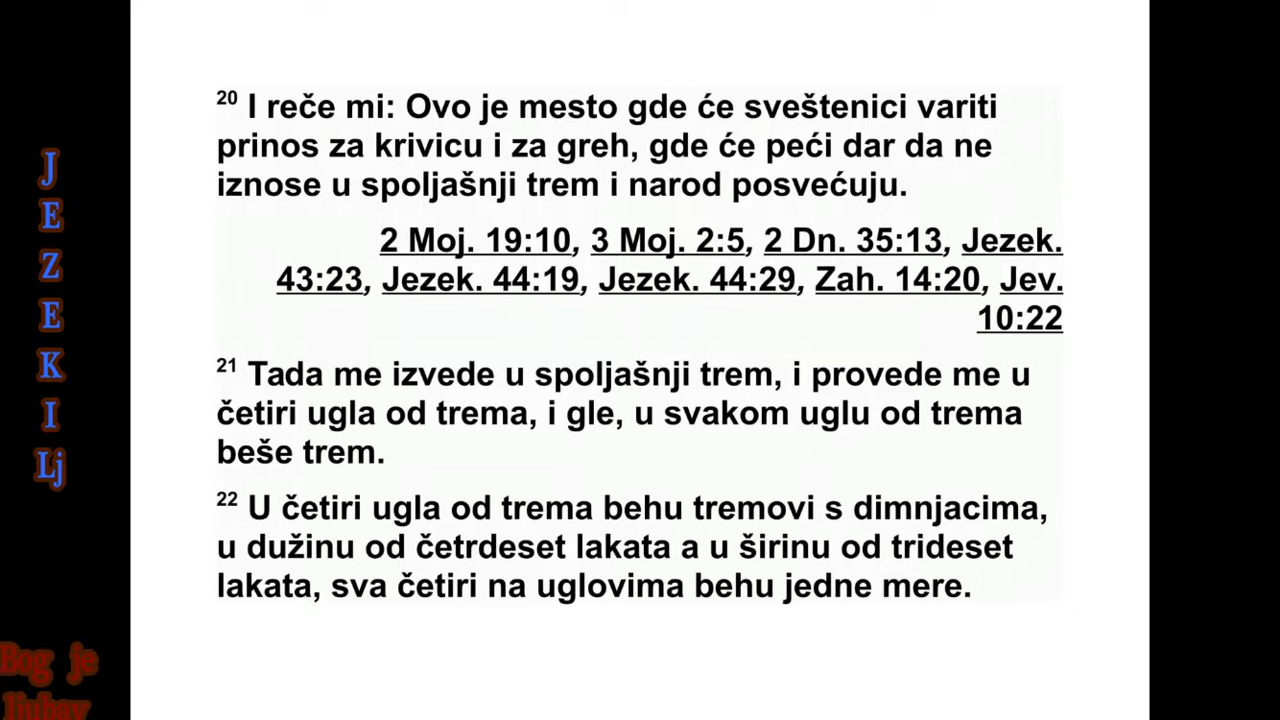 J
E
Z
E
K
I
Lj
Bog je
ljubav
20 I reče mi: Ovo je mesto gde će sveštenici variti
prinos za krivicu i za greh, gde će peći dar da ne
iznose u spoljašnji trem i narod posvećuju.
2 Moj. 19:10, 3 Moj. 2:5, 2 Dn. 35:13, Jezek.
43:23, Jezek. 44:19, Jezek. 44:29, Zah. 14:20, Jev.
10:22
21 Tada me izvede u spoljašnji trem, i provede me u
četiri ugla od trema, i gle, u svakom uglu od trema
beše trem.
22 U četiri ugla od trema behu tremovi s dimnjacima,
u dužinu od četrdeset lakata a u širinu od trideset
lakata, sva četiri na uglovima behu jedne mere.